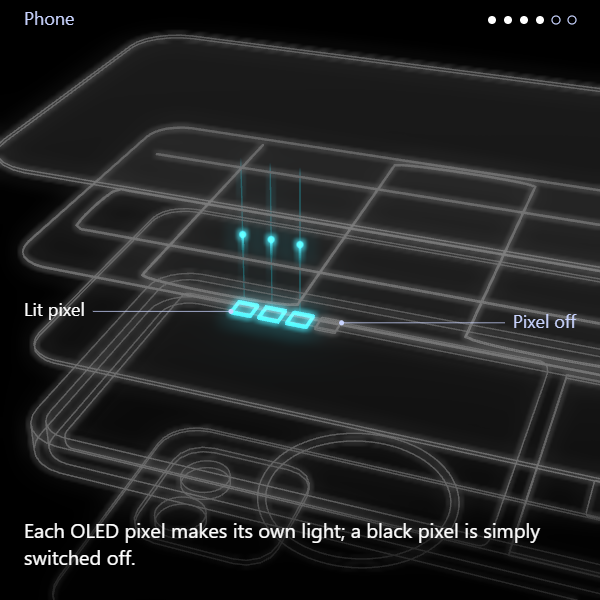 Phone
Lit pixel
Pixel off
Each OLED pixel makes its own light; a black pixel is simply
switched off.